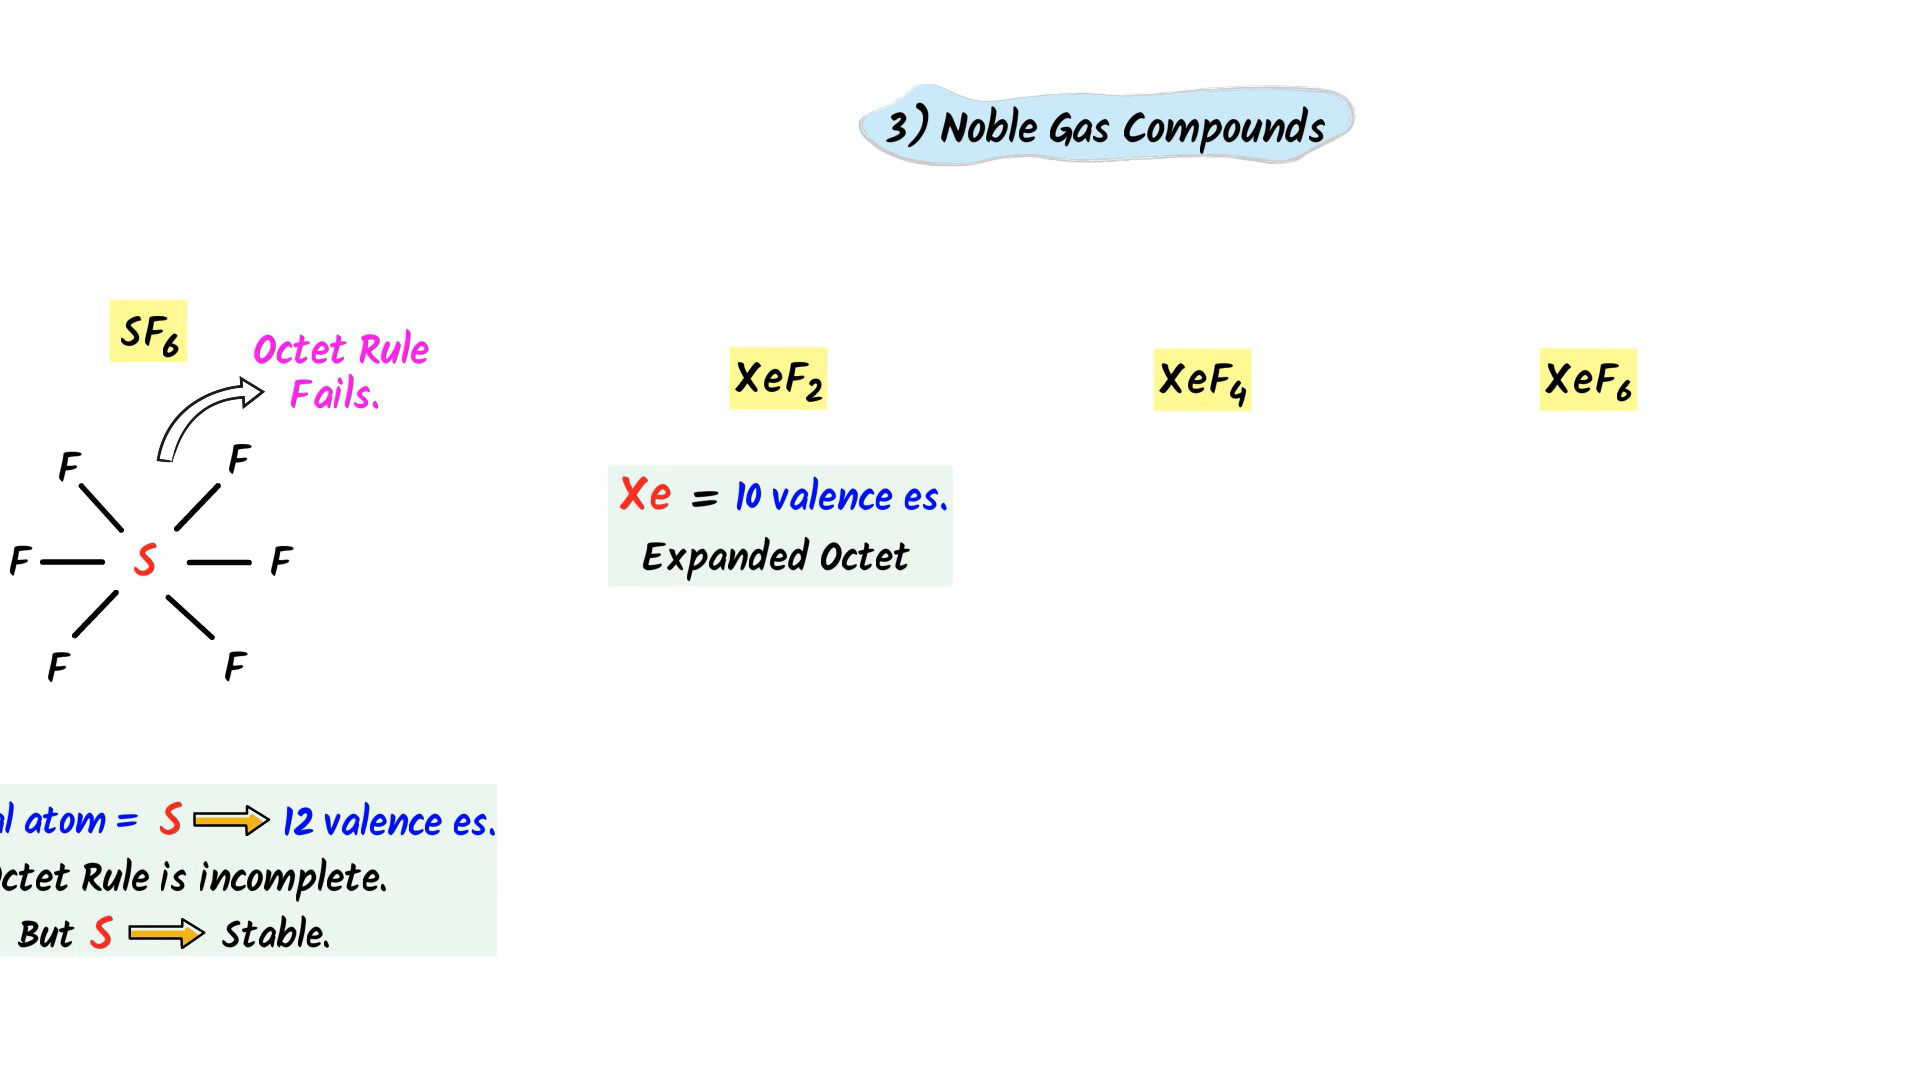 3) Noble Gas Compounds
SF₆
Octet Rule
Fails.
F
F
F
S
F
F
F
atom =
S
12 valence es.
Rule is incomplete.
But S
Stable.
XeF₂
XeF₄
XeF₆
Xe = 10 valence es.
Expanded Octet